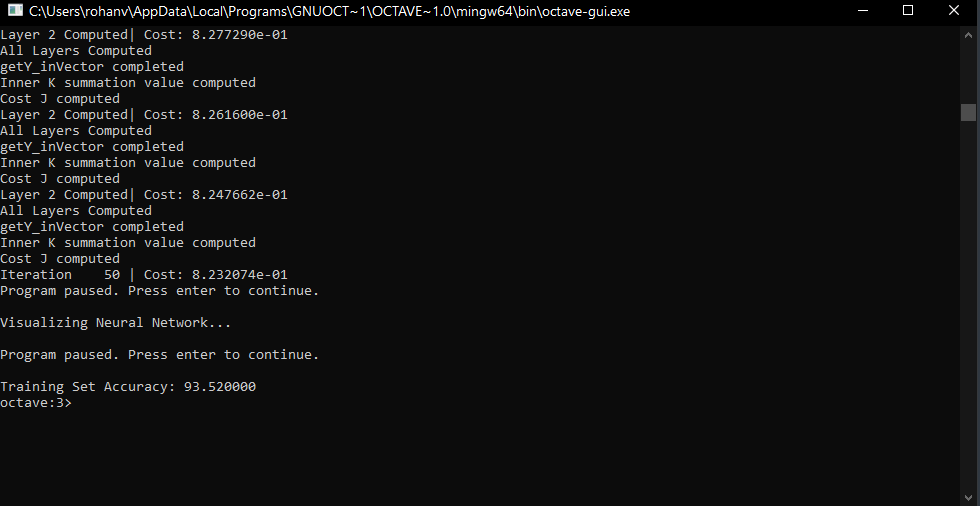 C:\Users\rohanv\AppData\Local\Programs\GNUOCT~1\OCTAVE~1.0\mingw64\bin\octave-gui.exe
Layer 2 Computed| Cost: 8.277290e-01
All Layers Computed
getY_inVector completed
Inner K summation value computed
Cost J computed
Layer 2 Computed| Cost: 8.261600e-01
All Layers Computed
getY_inVector completed
Inner K summation value computed
Cost J computed
Layer 2 Computed| Cost: 8.247662e-01
All Layers Computed
getY_inVector completed
Inner K summation value computed
Cost J computed
Iteration    50 | Cost: 8.232074e-01
Program paused. Press enter to continue.
Visualizing Neural Network...
Program paused. Press enter to continue.
Training Set Accuracy: 93.520000
octave:3>